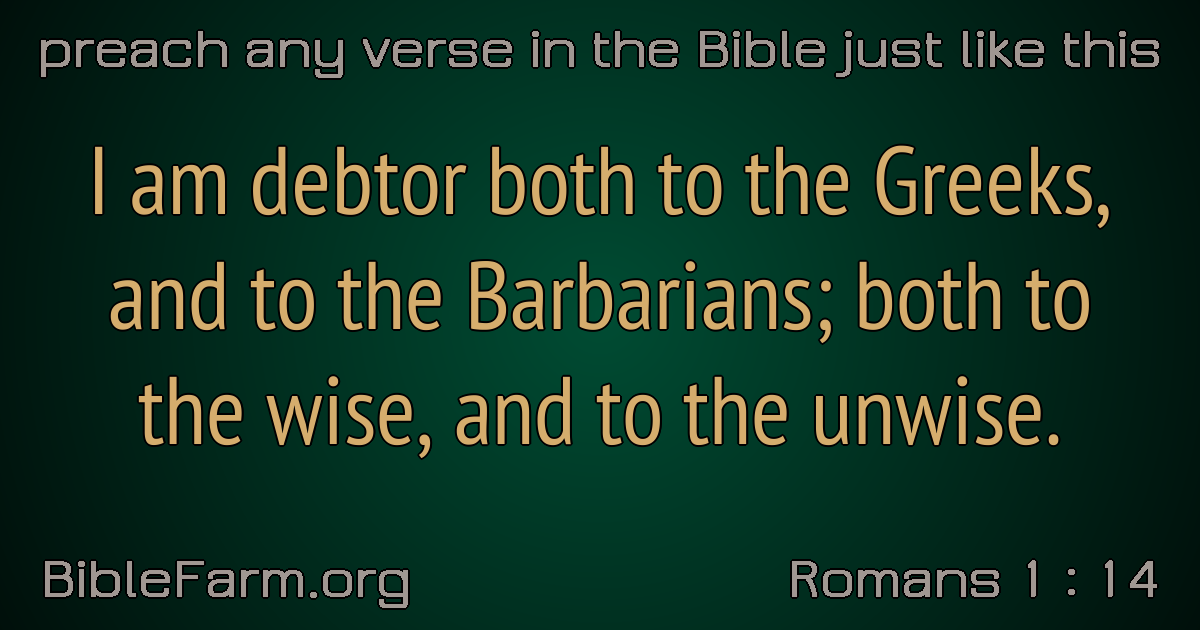 preach any verse in the Bible just like this
I am debtor both to the Greeks,
and to the Barbarians; both to
the wise, and to the unwise.
BibleFarm.org
Romans 1 : 14